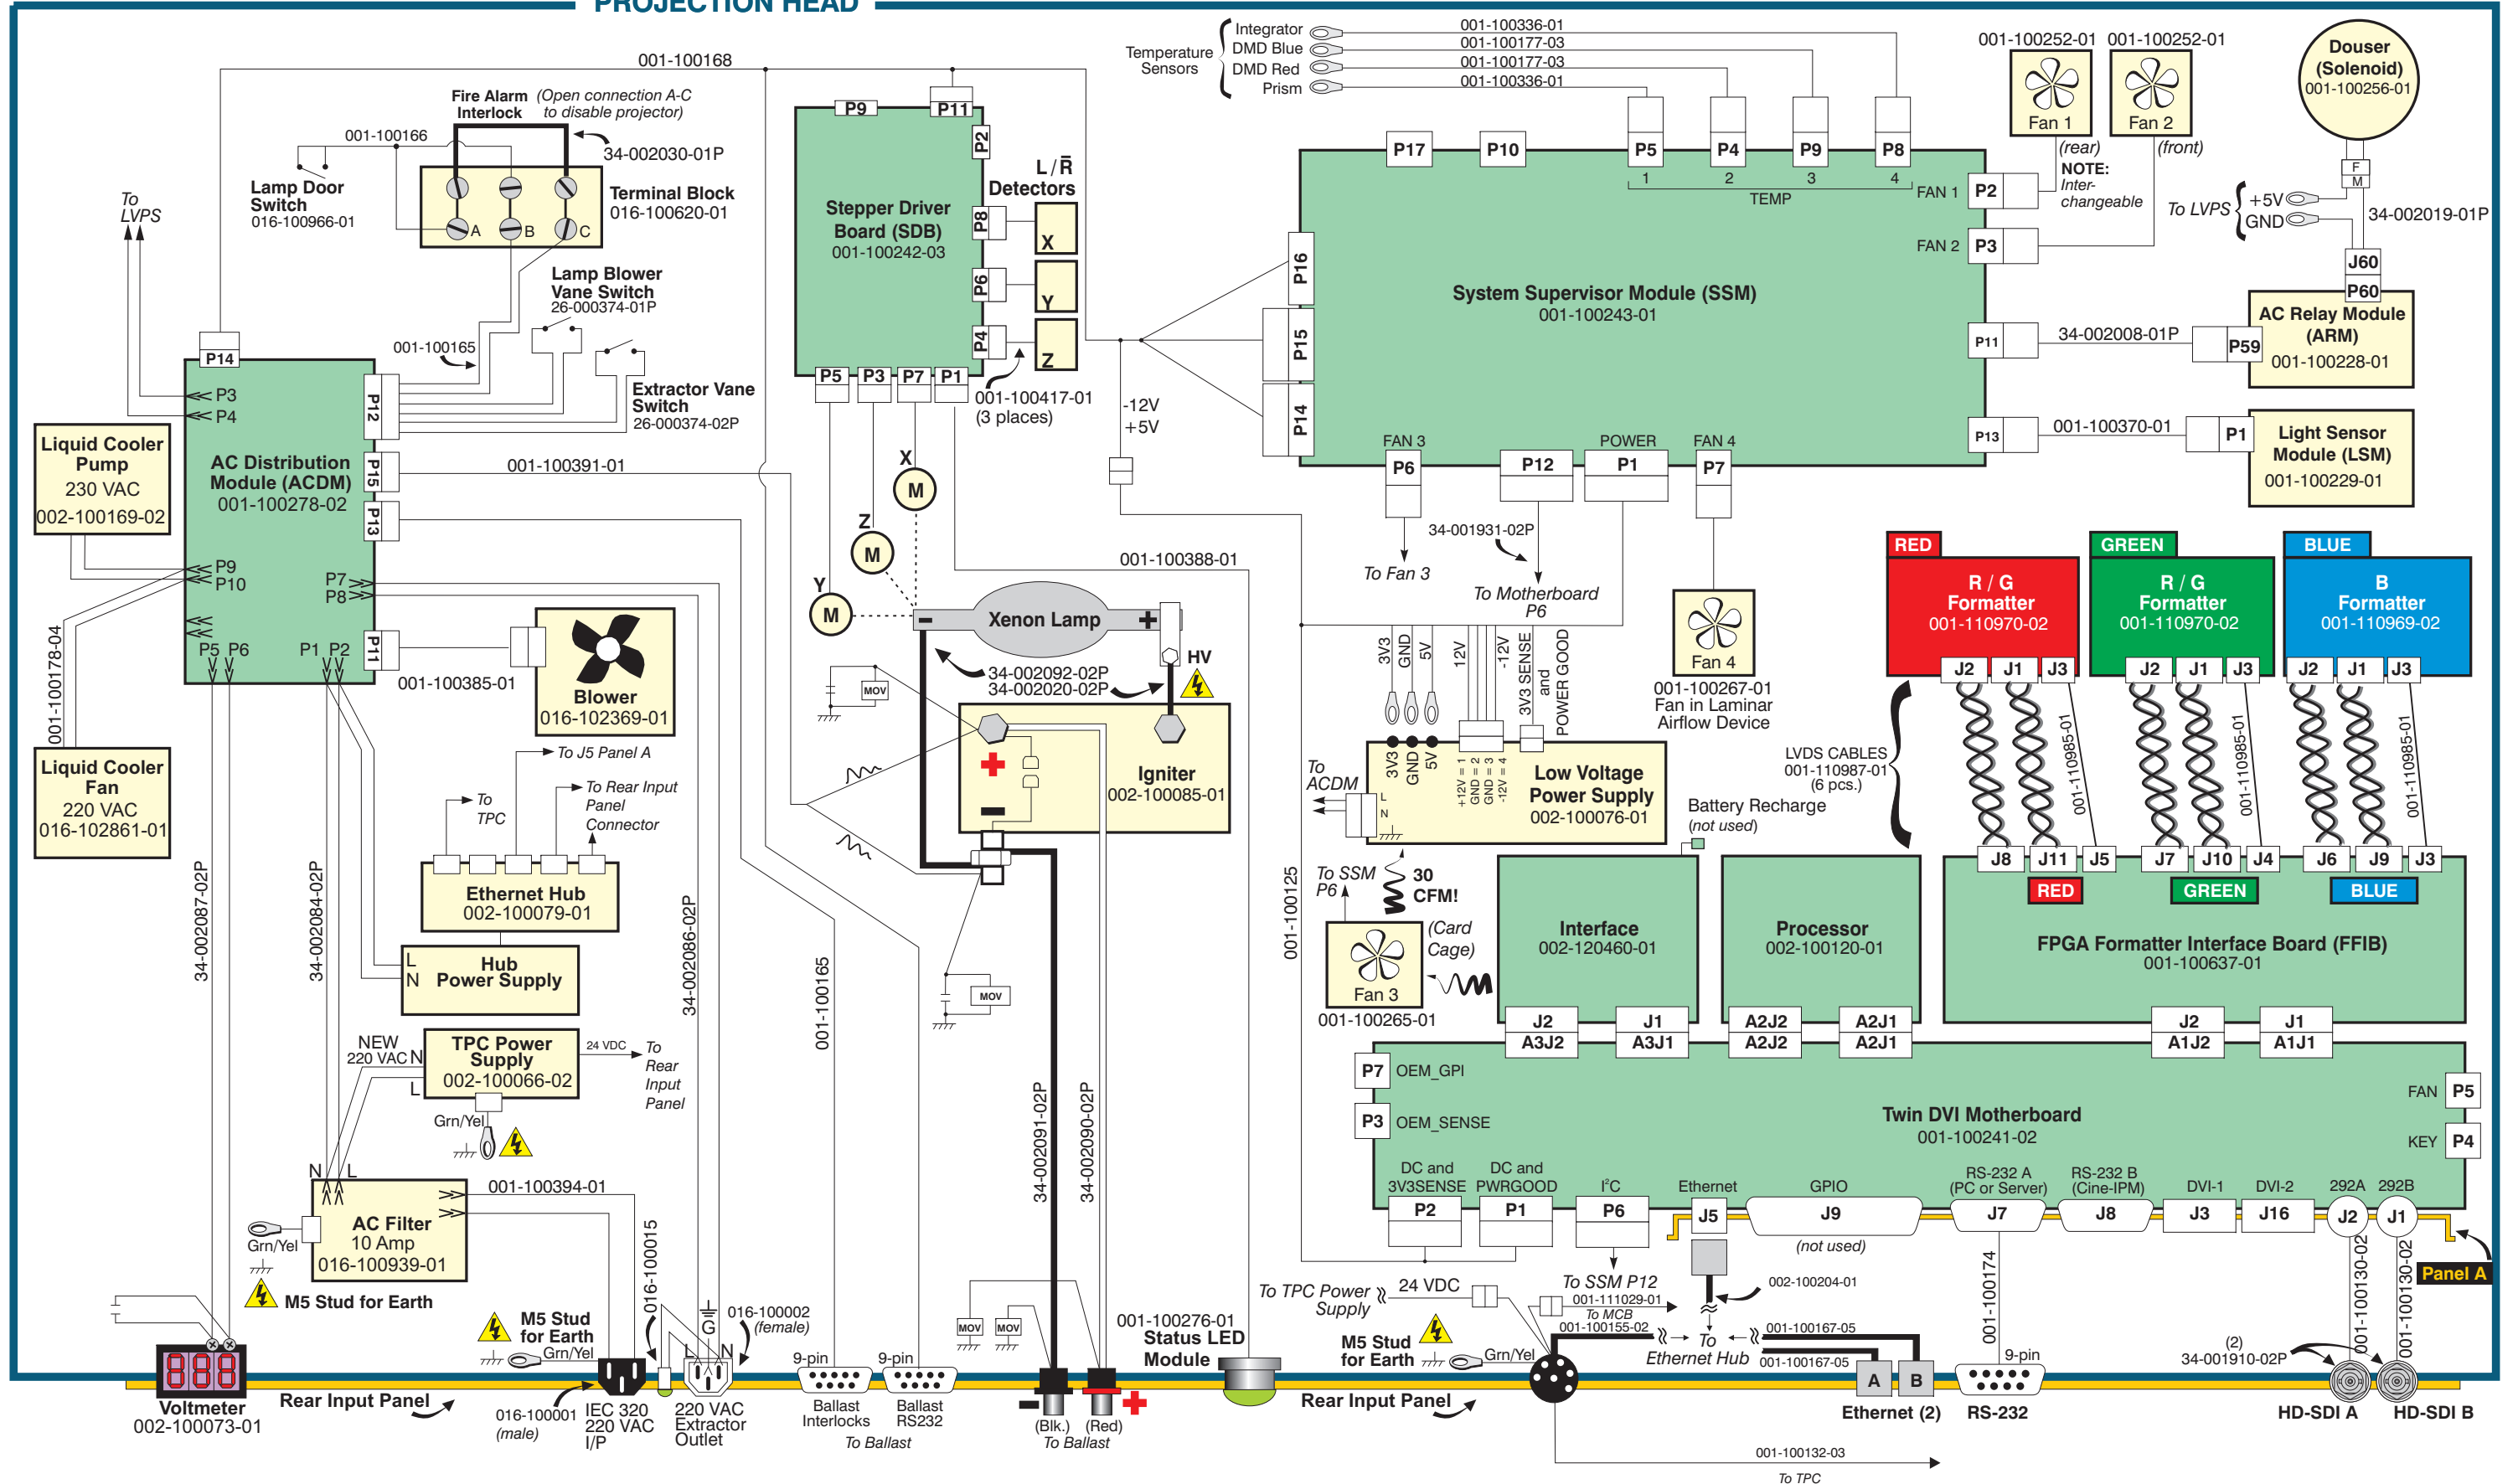 PROJECTION HEAD
001-100168
Fire Alarm Interlock
(Open connection A-C to disable projector)
001-100166
34-002030-01P
Lamp Door
Switch
016-100966-01
Terminal Block
016-100620-01
A
B
C
To
LVPS
Lamp Blower
Vane Switch
26-000374-01P
001-100165
Extractor Vane
Switch
26-000374-02P
P14
P3
P4
P12
P15
P13
AC Distribution
Module (ACDM)
001-100278-02
P9
P10
P7
P8
P5 P6
P1 P2
P11
001-100391-01
Liquid Cooler
Pump
230 VAC
002-100169-02
001-100178-04
Liquid Cooler
Fan
220 VAC
016-102861-01
001-100385-01
Blower
016-102369-01
To J5 Panel A
To
TPC
To Rear Input
Panel
Connector
Ethernet Hub
002-100079-01
L
N
Hub
Power Supply
NEW
220 VAC
N
L
TPC Power
Supply
002-100066-02
24 VDC
To
Rear
Input
Panel
Grn/Yel
34-002087-02P
34-002084-02P
34-002086-02P
N
L
AC Filter
10 Amp
016-100939-01
001-100394-01
Grn/Yel
M5 Stud for Earth
M5 Stud
for Earth
Grn/Yel
016-100015
G
L
N
016-100002
(female)
888
Voltmeter
002-100073-01
Rear Input Panel
016-100001
(male)
IEC 320
220 VAC
I/P
220 VAC
Extractor
Outlet
9-pin
Ballast
Interlocks
9-pin
Ballast
RS232
To Ballast
001-100165
P9
P11
P2
P8
P6
P4
P5
P3
P7
P1
Stepper Driver
Board (SDB)
001-100242-03
L / R̅
Detectors
X
Y
Z
001-100417-01
(3 places)
X
M
Z
M
Y
M
001-100388-01
-
Xenon Lamp
+
34-002092-02P
34-002020-02P
HV
MOV
+
-
Igniter
002-100085-01
MOV
34-002091-02P
34-002090-02P
MOV
MOV
-
(Blk.)
(Red)
+
To Ballast
001-100276-01
Status LED
Module
Temperature
Sensors
Integrator
DMD Blue
DMD Red
Prism
001-100336-01
001-100177-03
001-100177-03
001-100336-01
P17
P10
P5
P4
P9
P8
1
2
3
4
TEMP
P16
P15
P14
-12V
+5V
System Supervisor Module (SSM)
001-100243-01
FAN 1
P2
FAN 2
P3
P11
P13
FAN 3
P6
P12
POWER
P1
FAN 4
P7
001-100252-01
001-100252-01
Fan 1
Fan 2
(rear)
(front)
NOTE:
Inter-
changeable
Douser
(Solenoid)
001-100256-01
F
M
To LVPS
+5V
GND
34-002019-01P
J60
P60
AC Relay Module
(ARM)
001-100228-01
34-002008-01P
P59
001-100370-01
P1
Light Sensor
Module (LSM)
001-100229-01
To Fan 3
34-001931-02P
To Motherboard
P6
3V3
GND
5V
12V
-12V
3V3 SENSE
and
POWER GOOD
Fan 4
001-100267-01
Fan in Laminar
Airflow Device
To
ACDM
L
N
3V3
GND
5V
+12V = 1
GND = 2
GND = 3
-12V = 4
Low Voltage
Power Supply
002-100076-01
Battery Recharge
(not used)
To SSM
P6
30
CFM!
(Card
Cage)
Fan 3
001-100265-01
001-100125
Interface
002-120460-01
J2
J1
A3J2
A3J1
Processor
002-100120-01
A2J2
A2J1
A2J2
A2J1
RED
R / G
Formatter
001-110970-02
J2
J1
J3
GREEN
R / G
Formatter
001-110970-02
J2
J1
J3
BLUE
B
Formatter
001-110969-02
J2
J1
J3
LVDS CABLES
001-110987-01
(6 pcs.)
001-110985-01
001-110985-01
001-110985-01
J8
J11
J5
J7
J10
J4
J6
J9
J3
RED
GREEN
BLUE
FPGA Formatter Interface Board (FFIB)
001-100637-01
J2
J1
A1J2
A1J1
P7
OEM_GPI
P3
OEM_SENSE
Twin DVI Motherboard
001-100241-02
FAN
P5
KEY
P4
DC and
3V3SENSE
P2
DC and
PWRGOOD
P1
I²C
P6
Ethernet
J5
GPIO
J9
(not used)
RS-232 A
(PC or Server)
J7
RS-232 B
(Cine-IPM)
J8
DVI-1
J3
DVI-2
J16
292A
J2
292B
J1
Panel A
To SSM P12
001-111029-01
To MCB
002-100204-01
To TPC Power
Supply
24 VDC
M5 Stud
for Earth
Grn/Yel
001-100155-02
To
Ethernet Hub
001-100167-05
001-100167-05
001-100174
001-100130-02
001-100130-02
A
B
9-pin
(2)
34-001910-02P
Rear Input Panel
Ethernet (2)
RS-232
HD-SDI A
HD-SDI B
001-100132-03
To TPC